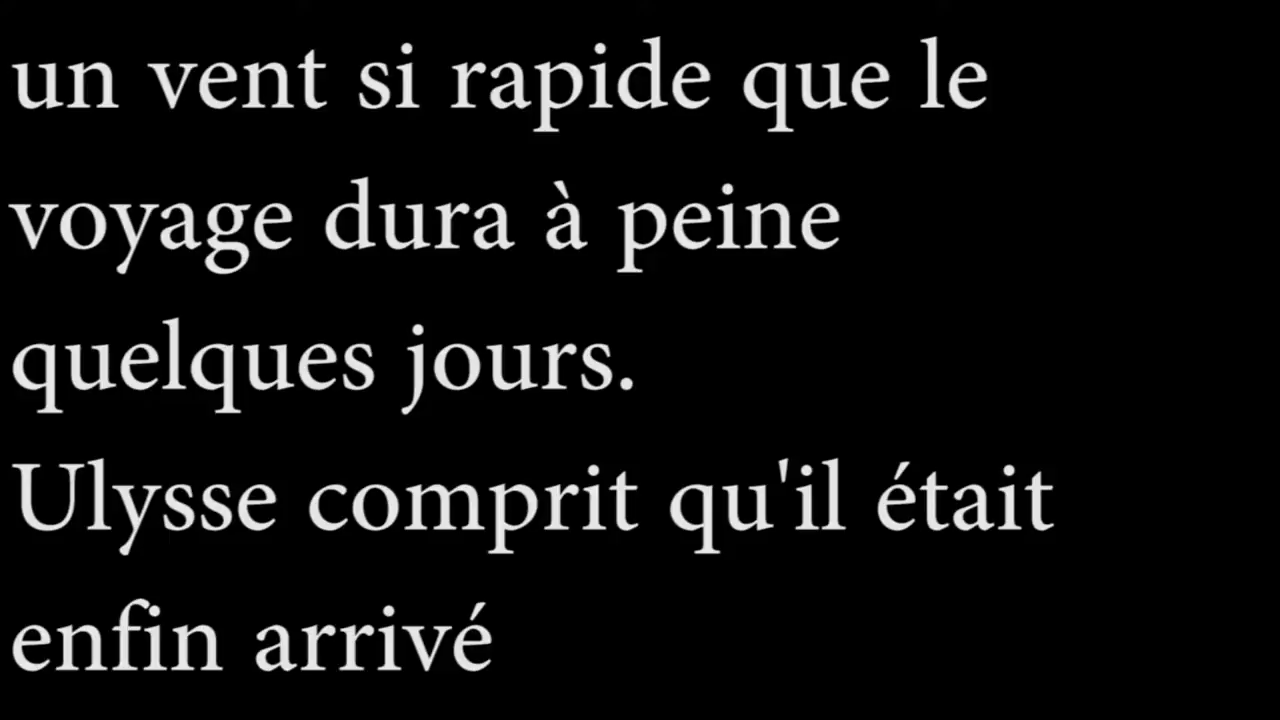 un vent si rapide que le
voyage dura à peine
quelques jours.
Ulysse comprit qu'il était
enfin arrivé